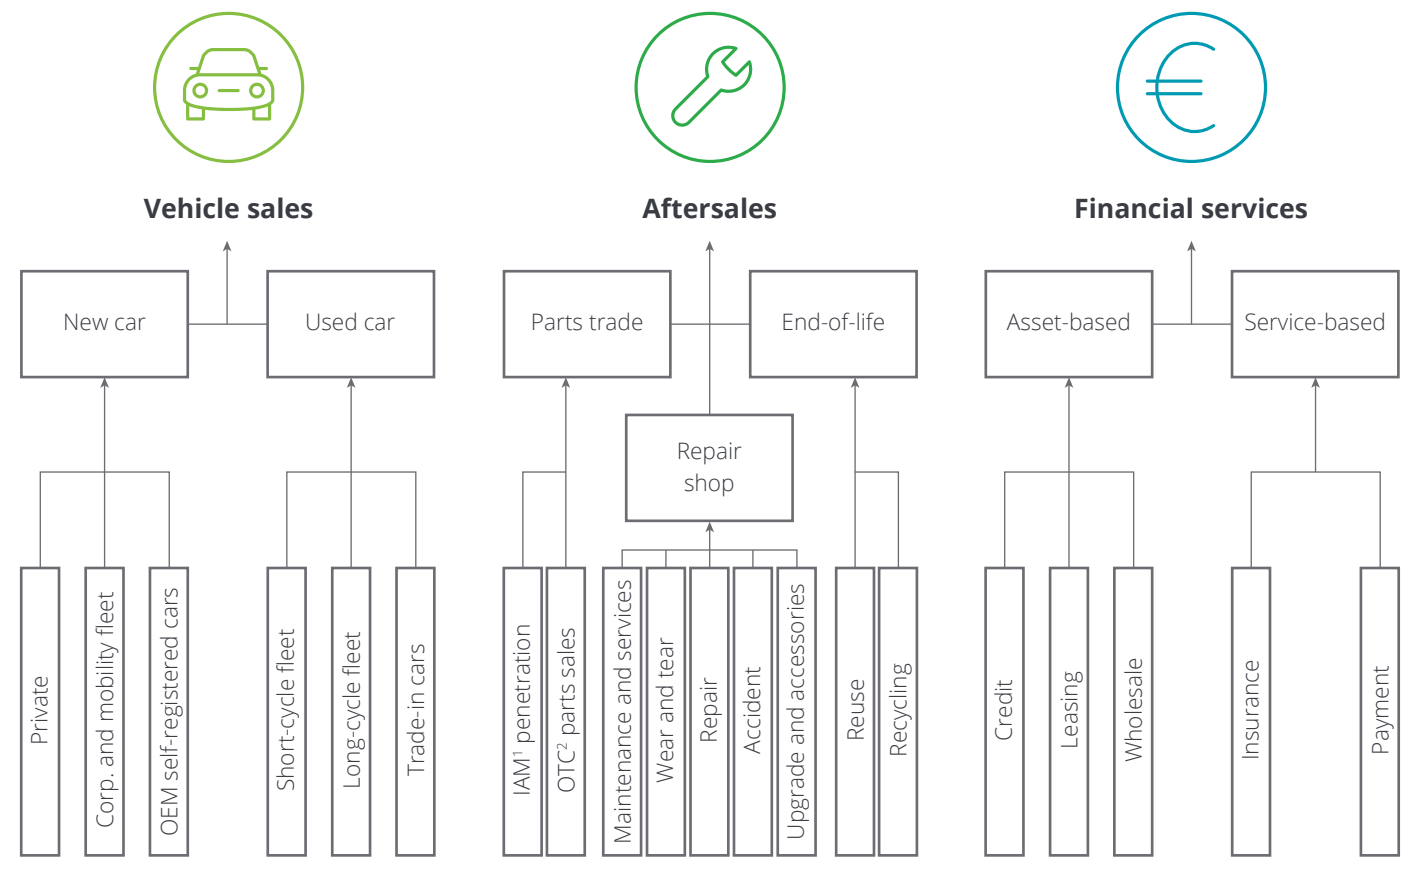 Vehicle sales
Aftersales
Financial services
New car
Used car
Parts trade
End-of-life
Asset-based
Service-based
Repair
shop
Private
Corp. and mobility fleet
OEM self-registered cars
Short-cycle fleet
Long-cycle fleet
Trade-in cars
IAM¹ penetration
OTC² parts sales
Maintenance and services
Wear and tear
Repair
Accident
Upgrade and accessories
Reuse
Recycling
Credit
Leasing
Wholesale
Insurance
Payment